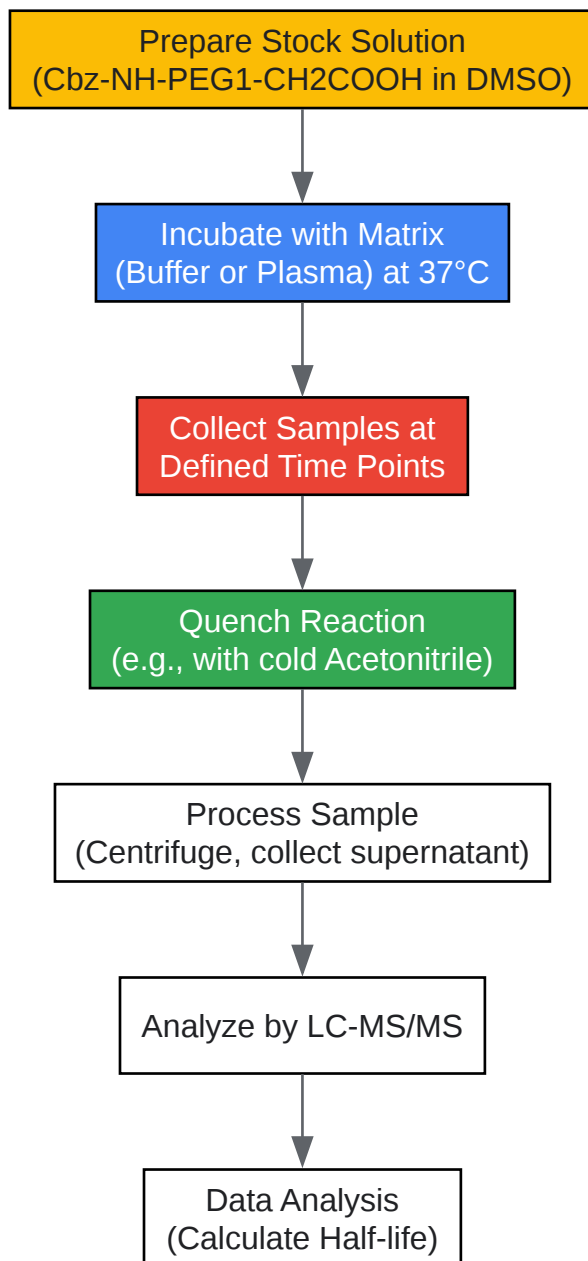 Prepare Stock Solution
(Cbz-NH-PEG1-CH2COOH in DMSO)
Incubate with Matrix
(Buffer or Plasma) at 37°C
Collect Samples at
Defined Time Points
Quench Reaction
(e.g., with cold Acetonitrile)
Process Sample
(Centrifuge, collect supernatant)
Analyze by LC-MS/MS
Data Analysis
(Calculate Half-life)